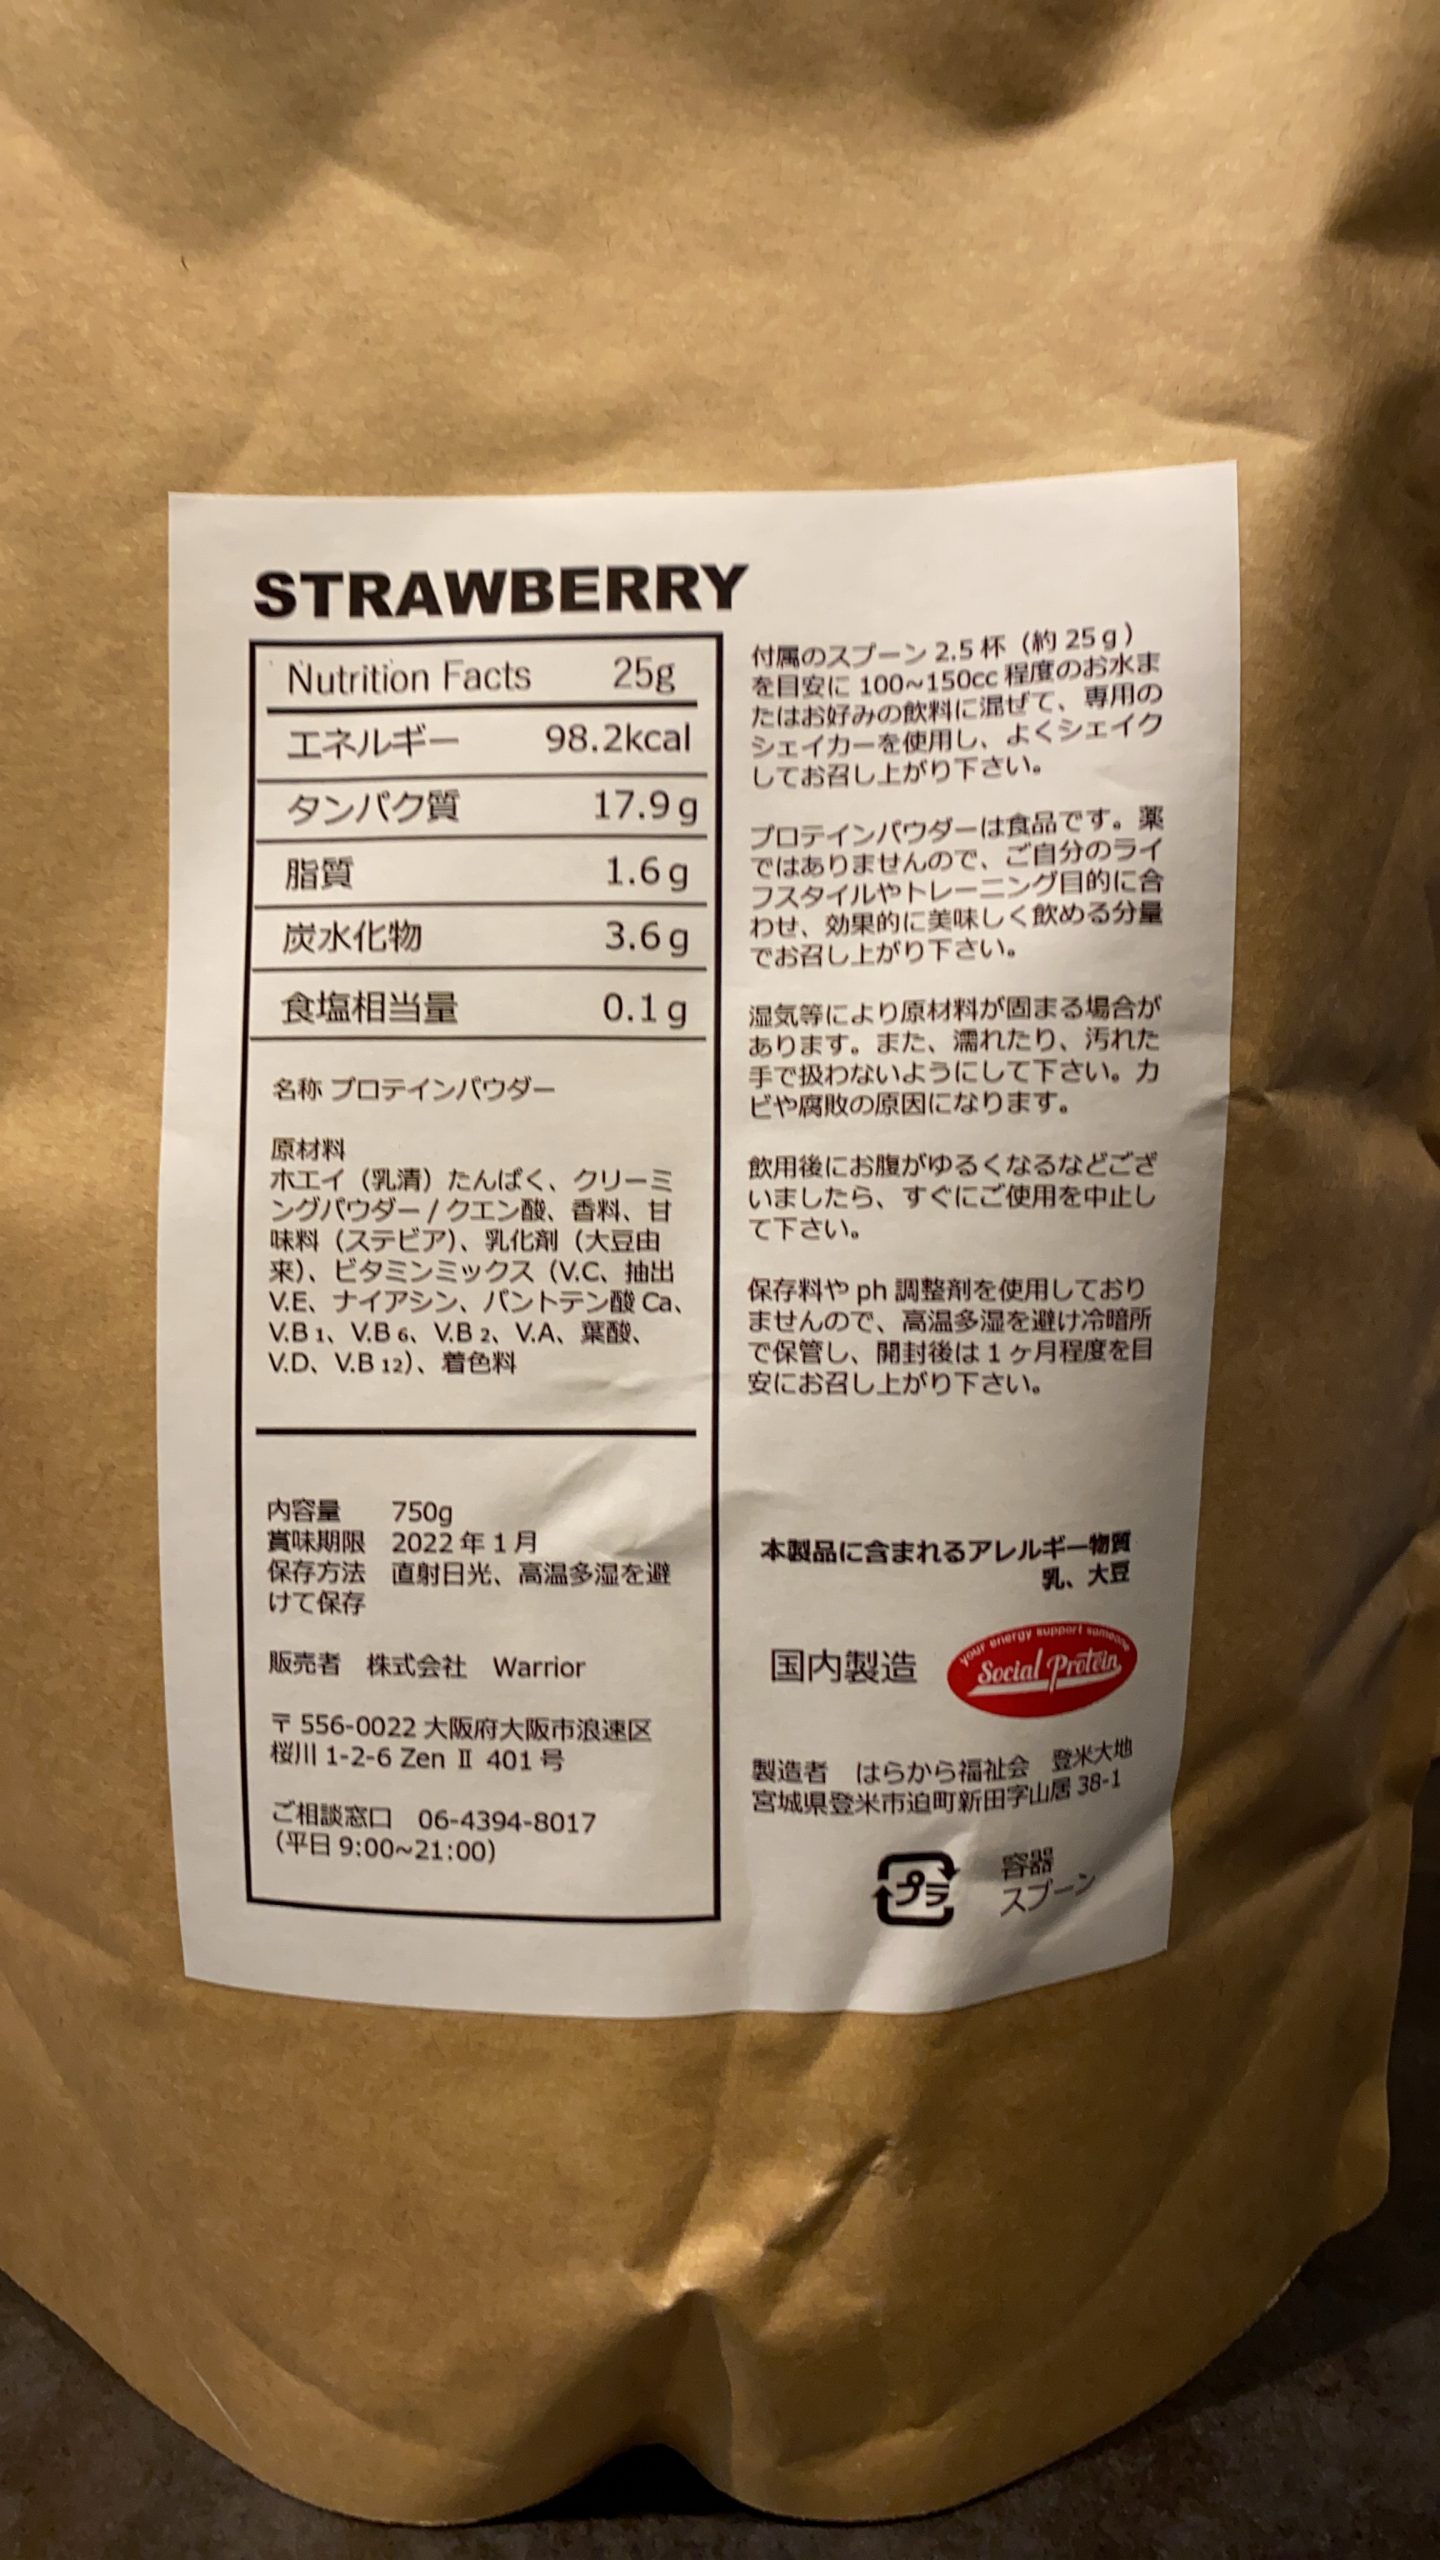 STRAWBERRY
Nutrition Facts 25g
エネルギー 98.2kcal
タンパク質 17.9g
脂質 1.6g
炭水化物 3.6g
食塩相当量 0.1g
名称 プロテインパウダー
原材料
ホエイ（乳清）たんぱく、クリーミ
ングパウダー / クエン酸、香料、甘
味料（ステビア）、乳化剤（大豆由
来）、ビタミンミックス（V.C、抽出
V.E、ナイアシン、パントテン酸 Ca、
V.B 1、V.B 6、V.B 2、V.A、葉酸、
V.D、V.B 12）、着色料
内容量 750g
賞味期限 2022 年 1 月
保存方法 直射日光、高温多湿を避
けて保存
販売者 株式会社 Warrior
〒 556-0022 大阪府大阪市浪速区
桜川 1-2-6 Zen Ⅱ 401 号
ご相談窓口 06-4394-8017
（平日 9:00~21:00）
付属のスプーン 2.5 杯（約 25ｇ）
を目安に 100~150cc 程度のお水ま
たはお好みの飲料に混ぜて、専用の
シェイカーを使用し、よくシェイク
してお召し上がり下さい。
プロテインパウダーは食品です。薬
ではありませんので、ご自分のライ
フスタイルやトレーニング目的に合
わせ、効果的に美味しく飲める分量
でお召し上がり下さい。
湿気等により原材料が固まる場合が
あります。また、濡れたり、汚れた
手で扱わないようにして下さい。カ
ビや腐敗の原因になります。
飲用後にお腹がゆるくなるなどござ
いましたら、すぐにご使用を中止し
て下さい。
保存料や ph 調整剤を使用しており
ませんので、高温多湿を避け冷暗所
で保管し、開封後は 1 ヶ月程度を目
安にお召し上がり下さい。
本製品に含まれるアレルギー物質
乳、大豆
国内製造
your energy support someone
Social Protein
製造者 はらから福祉会 登米大地
宮城県登米市迫町新田字山居 38-1
プラ
容器
スプーン